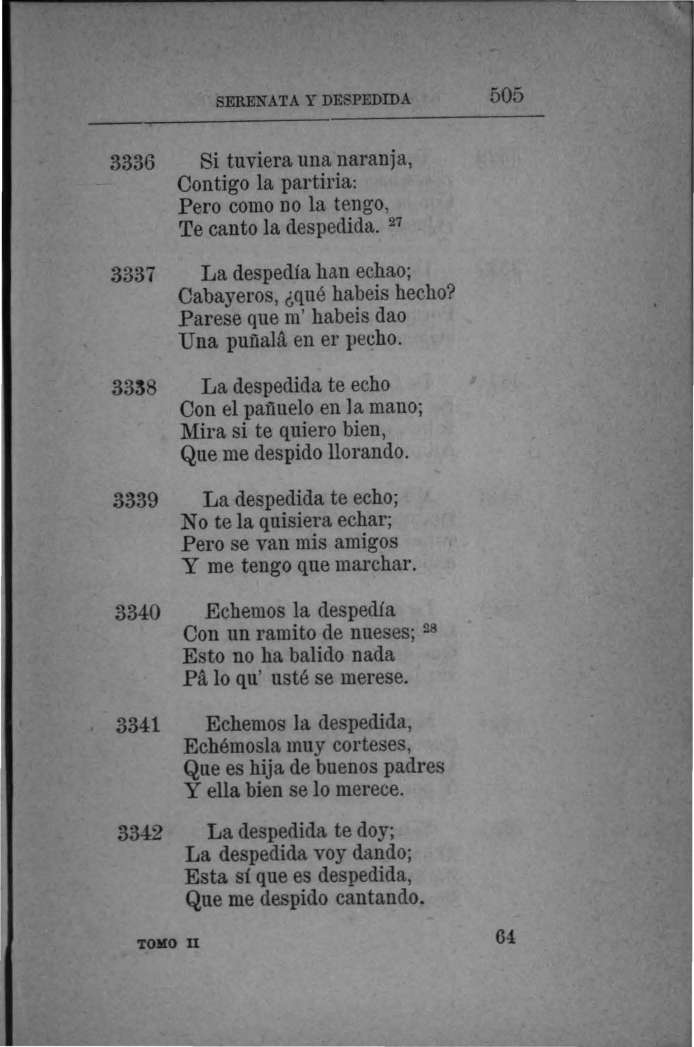 SERENATA Y DESPEDIDA 505
3336 Si tuviera una naranja,
Contigo la partiria:
Pero como no la tengo,
Te canto la despedida. 27
3337 La despedía han echao;
Cabayeros, ¿qué habeis hecho?
Parese que m' habeis dao
Una puñalâ en er pecho.
3338 La despedida te echo
Con el pañuelo en la mano;
Mira si te quiero bien,
Que me despido llorando.
3339 La despedida te echo;
No te la quisiera echar;
Pero se van mis amigos
Y me tengo que marchar.
3340 Echemos la despedía
Con un ramito de nueses; 28
Esto no ha balido nada
Pâ lo qu' usté se merese.
3341 Echemos la despedida,
Echémosla muy corteses,
Que es hija de buenos padres
Y ella bien se lo merece.
3342 La despedida te doy;
La despedida voy dando;
Esta sí que es despedida,
Que me despido cantando.
TOMO II 64